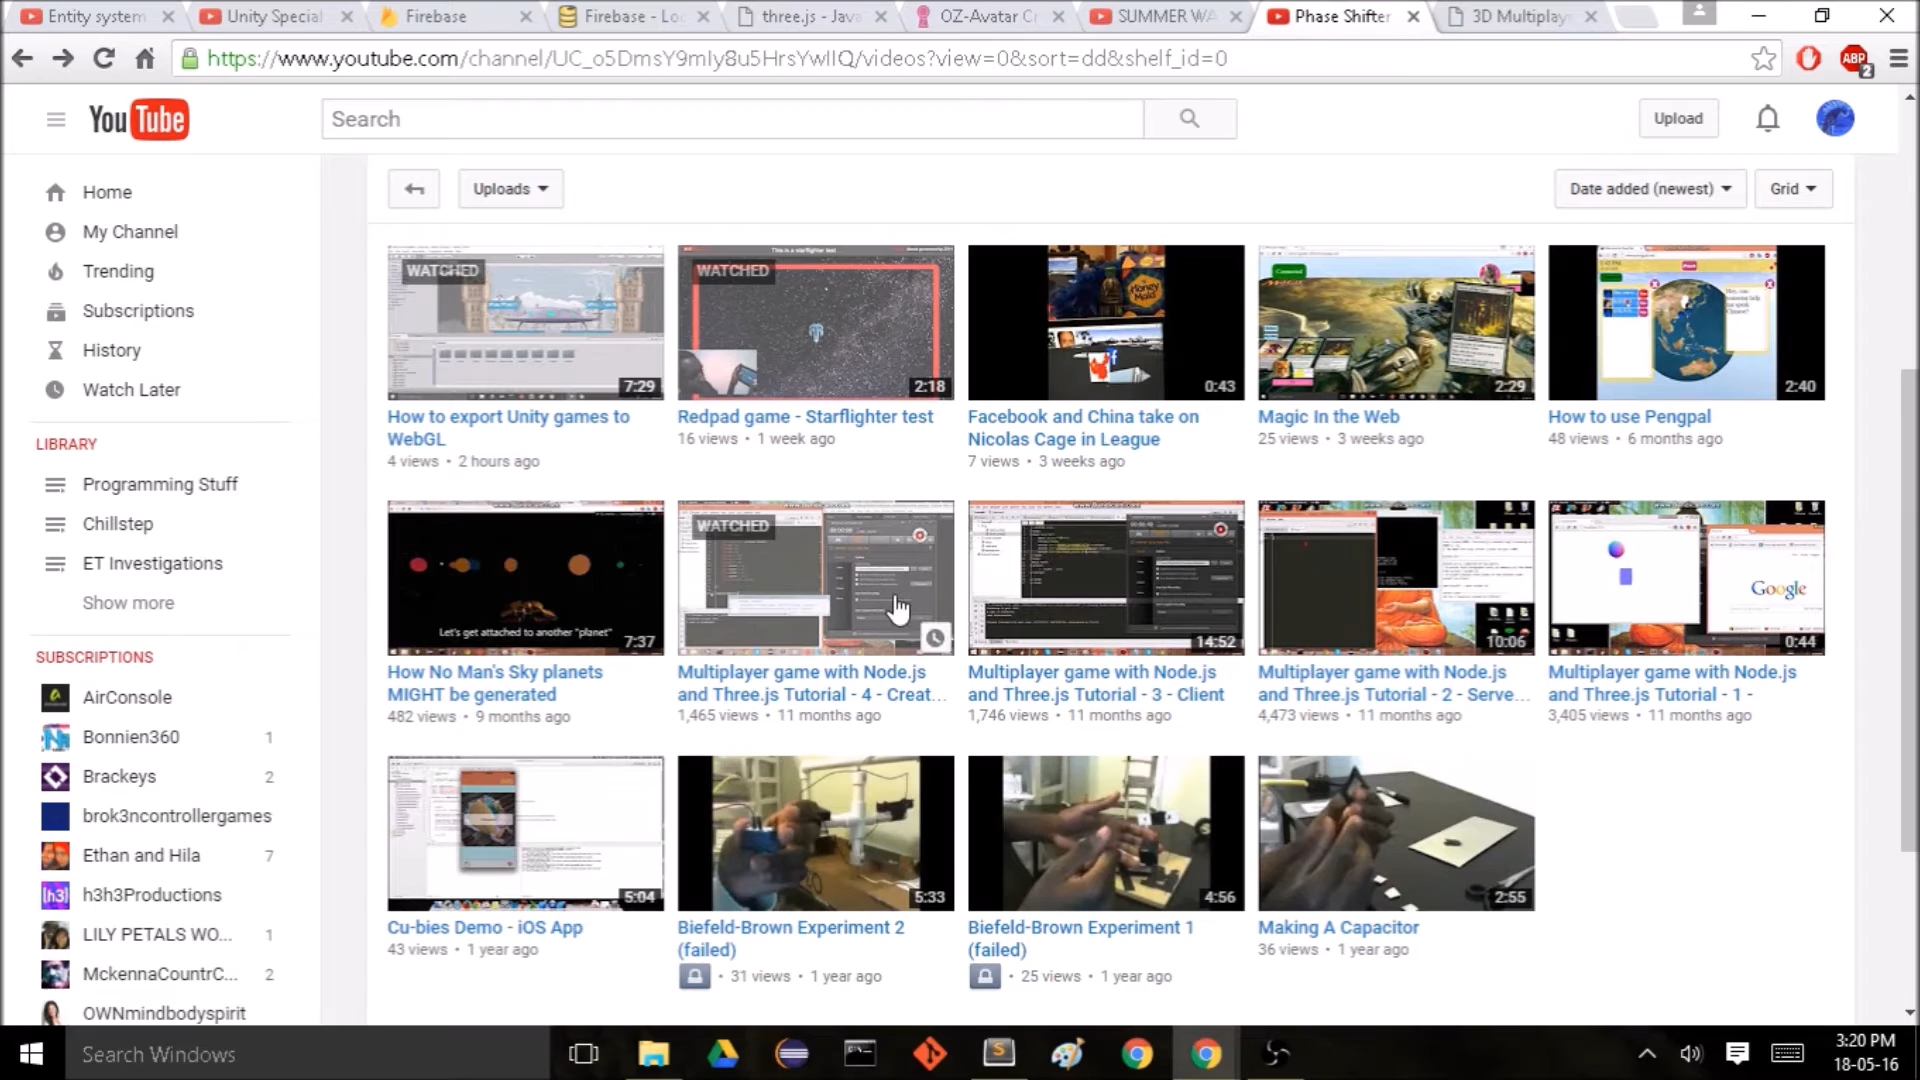 Entity system
Unity Special
Firebase
Firebase - Lo
three.js - Java
OZ-Avatar Cr
SUMMER WA
Phase Shifter
3D Multiplay
https://www.youtube.com/channel/UC_o5DmsY9mIy8u5HrsYwIIQ/videos?view=0&sort=dd&shelf_id=0
ABP
2
YouTube
Search
Upload
Home
My Channel
Trending
Subscriptions
History
Watch Later
LIBRARY
Programming Stuff
Chillstep
ET Investigations
Show more
SUBSCRIPTIONS
AirConsole
Bonnien360 1
Brackeys 2
brok3ncontrollergames
Ethan and Hila 7
[h3] h3h3Productions
LILY PETALS WO... 1
MckennaCountrC... 2
OWNmindbodyspirit
Uploads
Date added (newest)
Grid
WATCHED
7:29
How to export Unity games to
WebGL
4 views • 2 hours ago
This is a starfighter test
WATCHED
2:18
Redpad game - Starflighter test
16 views • 1 week ago
Honey
Maid
0:43
Facebook and China take on
Nicolas Cage in League
7 views • 3 weeks ago
Connected
2:29
Magic In the Web
25 views • 3 weeks ago
2:40
How to use Pengpal
48 views • 6 months ago
Let's get attached to another "planet"
7:37
How No Man's Sky planets
MIGHT be generated
482 views • 9 months ago
WATCHED
Multiplayer game with Node.js
and Three.js Tutorial - 4 - Creat...
1,465 views • 11 months ago
14:52
Multiplayer game with Node.js
and Three.js Tutorial - 3 - Client
1,746 views • 11 months ago
10:06
Multiplayer game with Node.js
and Three.js Tutorial - 2 - Serve...
4,473 views • 11 months ago
Google
0:44
Multiplayer game with Node.js
and Three.js Tutorial - 1 -
3,405 views • 11 months ago
5:04
Cu-bies Demo - iOS App
43 views • 1 year ago
5:33
Biefeld-Brown Experiment 2
(failed)
• 31 views • 1 year ago
4:56
Biefeld-Brown Experiment 1
(failed)
• 25 views • 1 year ago
2:55
Making A Capacitor
36 views • 1 year ago
Search Windows
3:20 PM
18-05-16